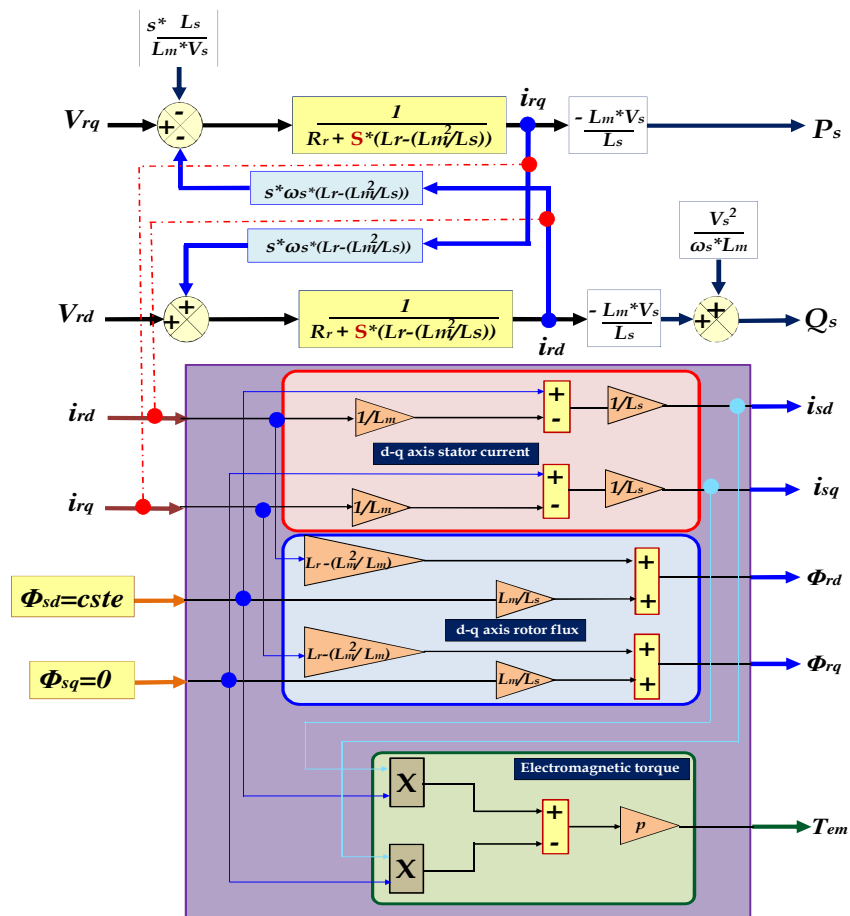 s* Ls
Lm*Vs
Vrq
+
-
-
1
Rr + S*(Lr-(Lm²/Ls))
irq
- Lm*Vs
Ls
Ps
s*ωs*(Lr-(Lm²/Ls))
s*ωs*(Lr-(Lm²/Ls))
Vs²
ωs*Lm
Vrd
+
+
1
Rr + S*(Lr-(Lm²/Ls))
ird
- Lm*Vs
Ls
+
+
Qs
ird
1/Lm
+
-
1/Ls
isd
d-q axis stator current
irq
1/Lm
+
-
1/Ls
isq
Lr-(Lm²/Lm)
+
+
Φrd
Φsd=cste
Lm/Ls
d-q axis rotor flux
Lr-(Lm²/Lm)
+
+
Φrq
Φsq=0
Lm/Ls
Electromagnetic torque
X
+
-
p
Tem
X